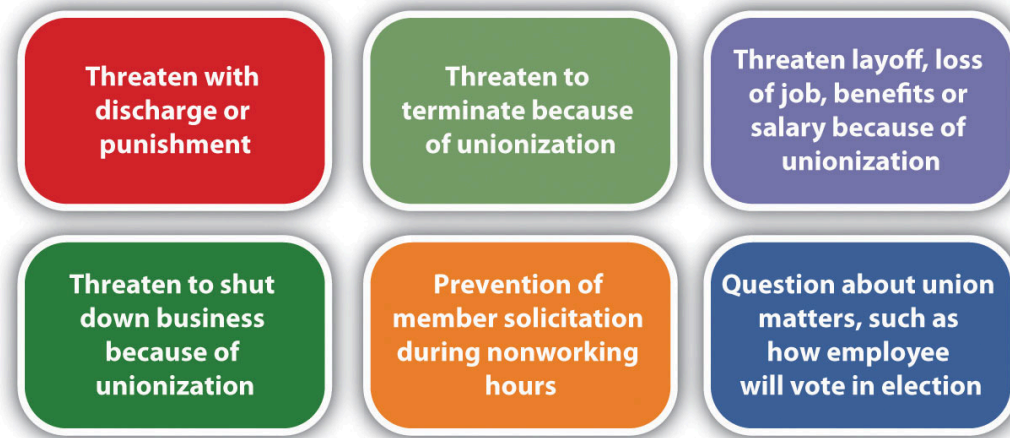 Threaten with
discharge or
punishment
Threaten to
terminate because
of unionization
Threaten layoff, loss
of job, benefits or
salary because of
unionization
Threaten to shut
down business
because of
unionization
Prevention of
member solicitation
during nonworking
hours
Question about union
matters, such as
how employee
will vote in election